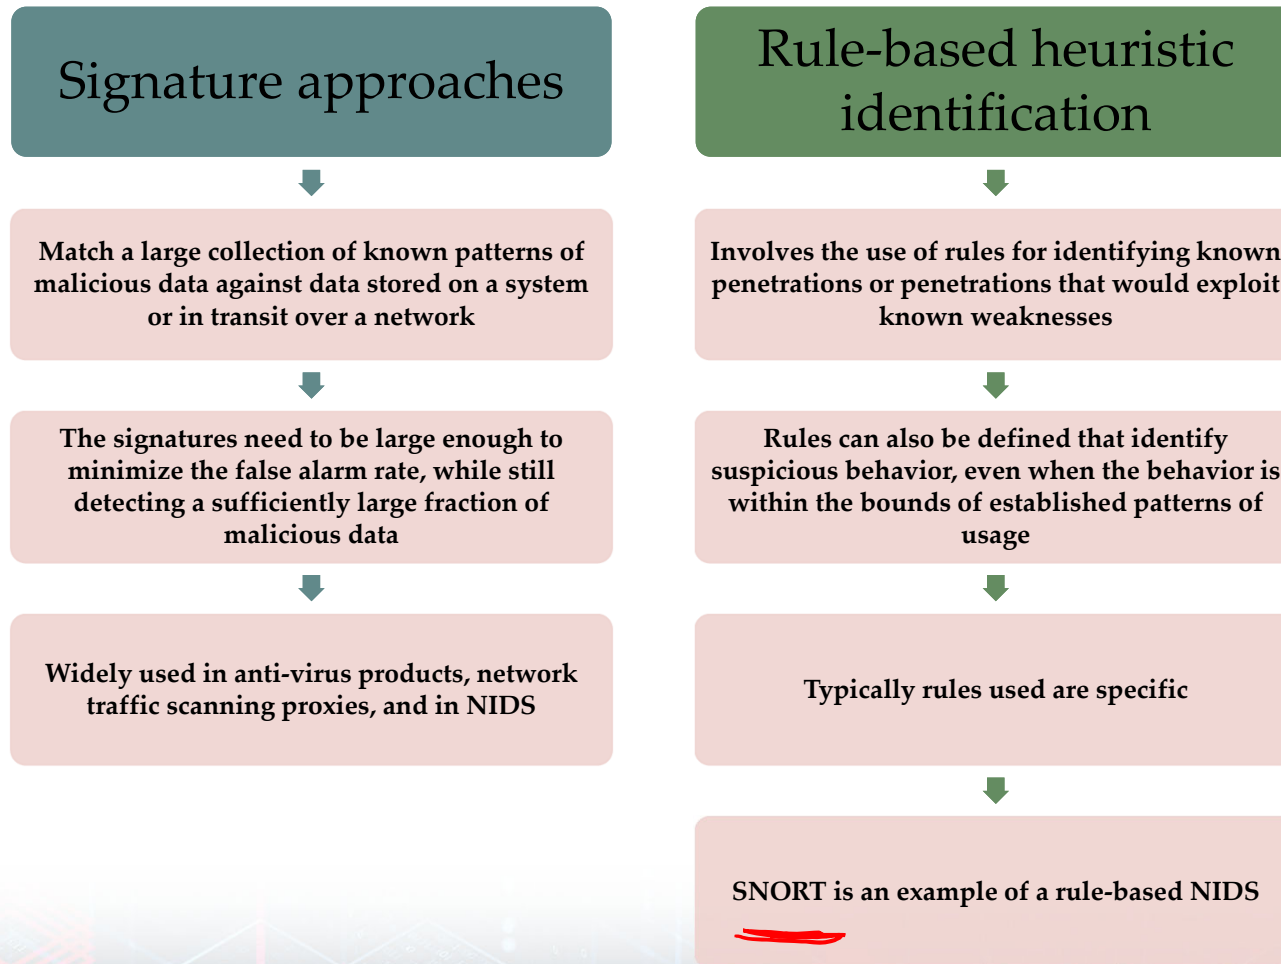 Signature approaches
Match a large collection of known patterns of
malicious data against data stored on a system
or in transit over a network
The signatures need to be large enough to
minimize the false alarm rate, while still
detecting a sufficiently large fraction of
malicious data
Widely used in anti-virus products, network
traffic scanning proxies, and in NIDS
Rule-based heuristic
identification
Involves the use of rules for identifying known
penetrations or penetrations that would exploit
known weaknesses
Rules can also be defined that identify
suspicious behavior, even when the behavior is
within the bounds of established patterns of
usage
Typically rules used are specific
SNORT is an example of a rule-based NIDS